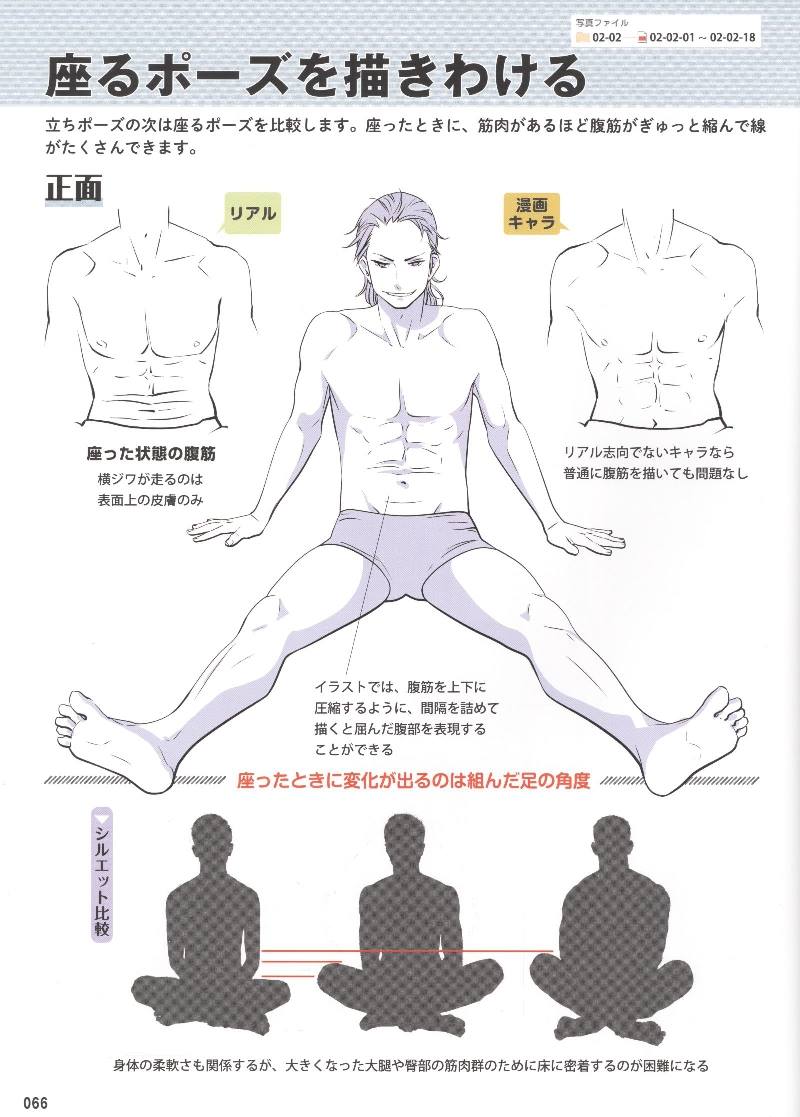 写真ファイル
02-02 02-02-01 ~ 02-02-18
座るポーズを描きわける
立ちポーズの次は座るポーズを比較します。座ったときに、筋肉があるほど腹筋がぎゅっと縮んで線
がたくさんできます。
正面
リアル
漫画
キャラ
座った状態の腹筋
横ジワが走るのは
表面上の皮膚のみ
リアル志向でないキャラなら
普通に腹筋を描いても問題なし
イラストでは、腹筋を上下に
圧縮するように、間隔を詰めて
描くと屈んだ腹部を表現する
ことができる
座ったときに変化が出るのは組んだ足の角度
シルエット比較
身体の柔軟さも関係するが、大きくなった大腿や臀部の筋肉群のために床に密着するのが困難になる
066